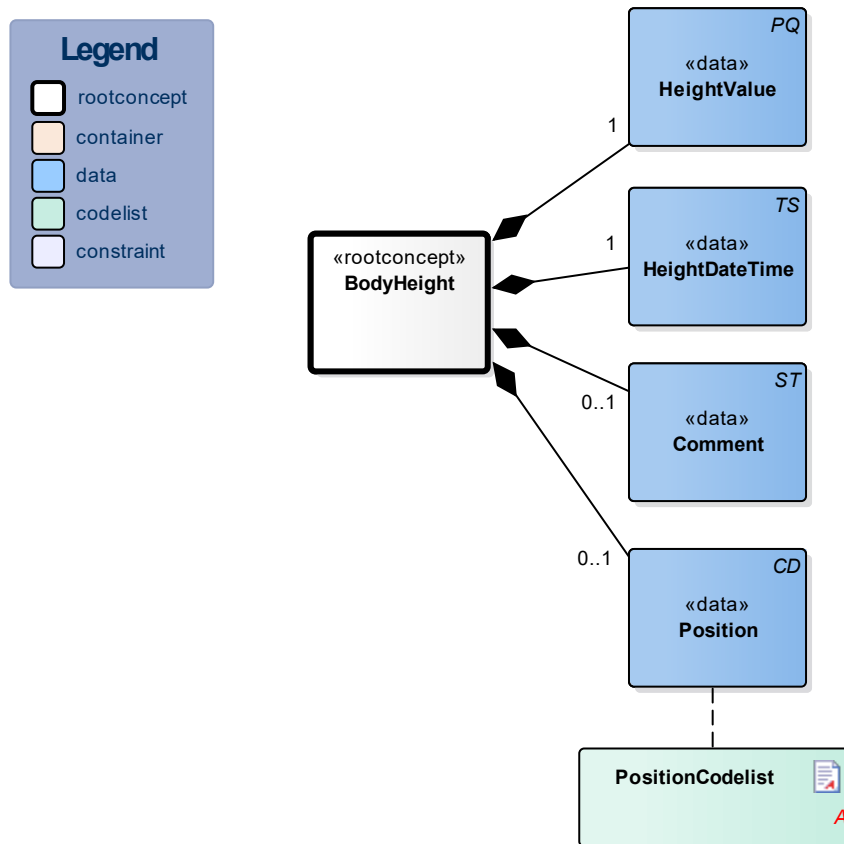 Legend
rootconcept
container
data
codelist
constraint
PQ
«data»
HeightValue
1
TS
«data»
HeightDateTime
1
«rootconcept»
BodyHeight
ST
«data»
Comment
0..1
CD
«data»
Position
0..1
PositionCodelist
A